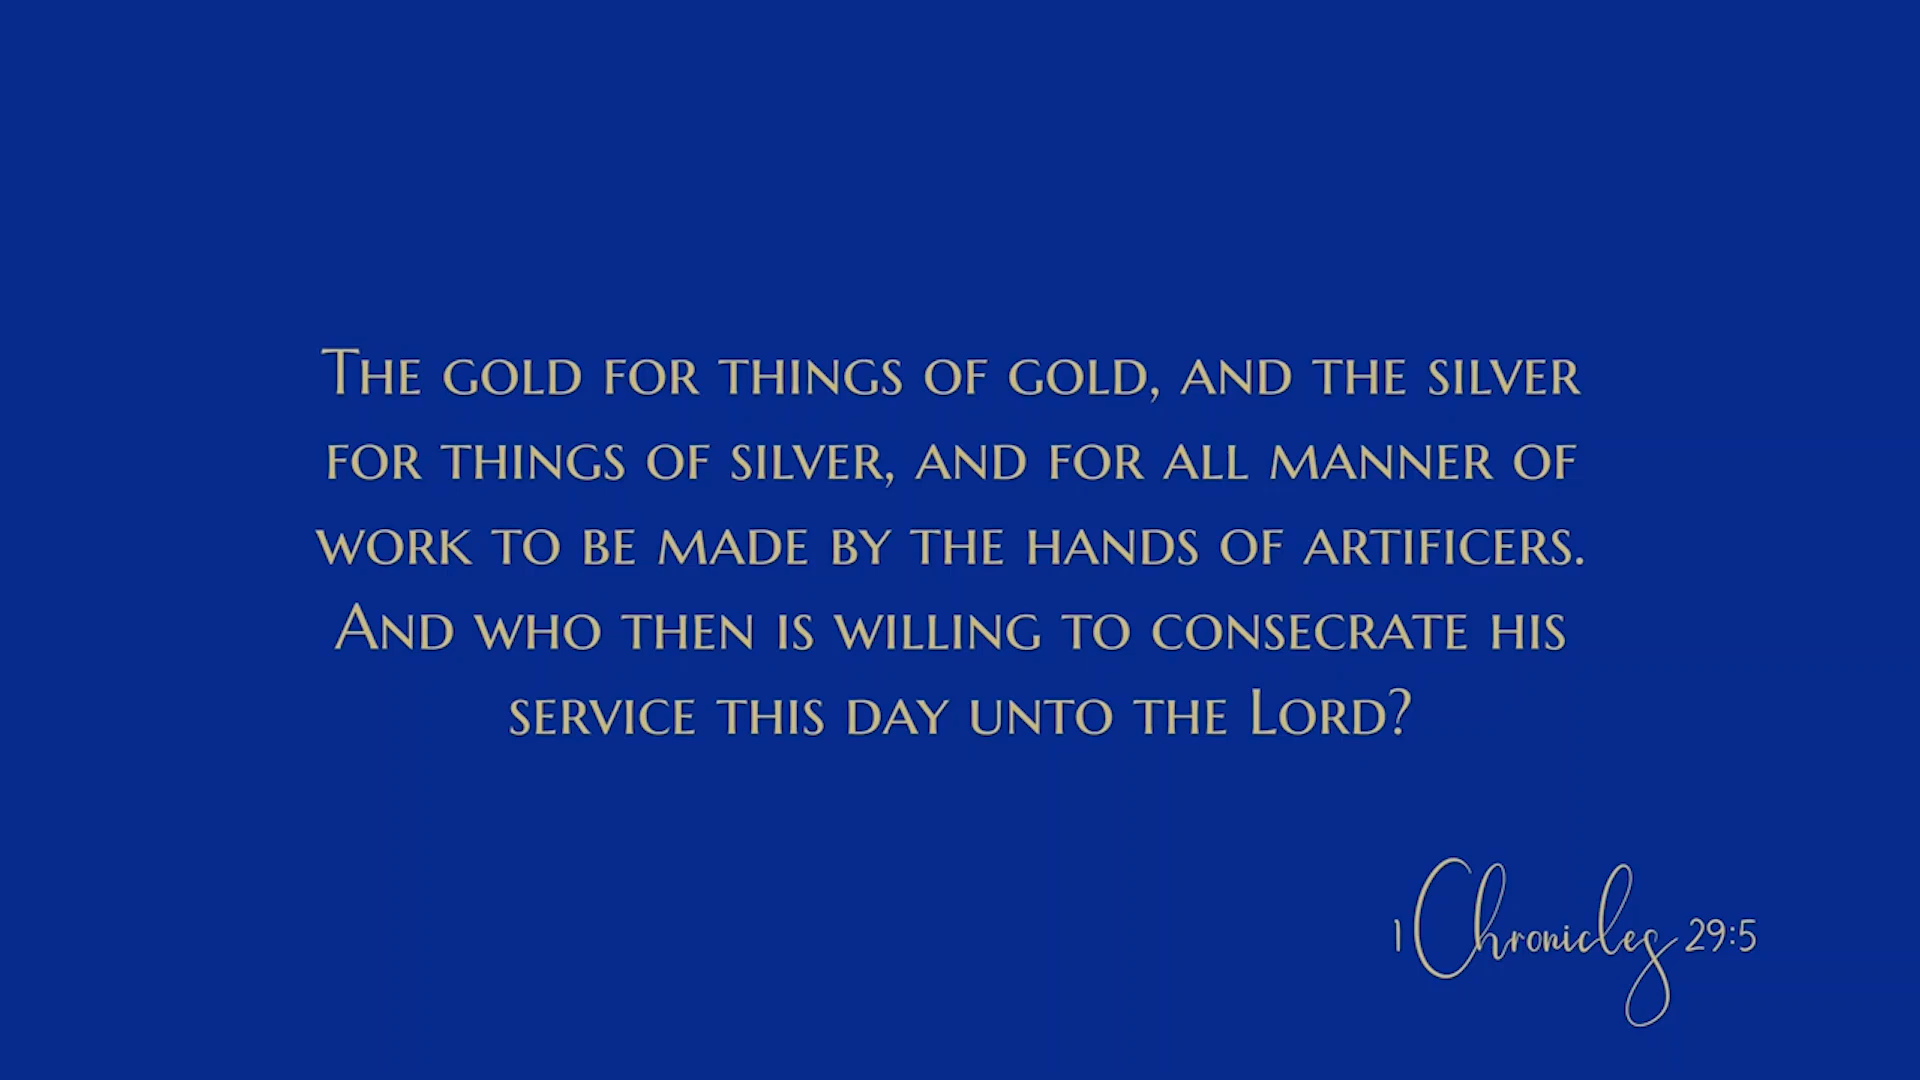 The gold for things of gold, and the silver
for things of silver, and for all manner of
work to be made by the hands of artificers.
And who then is willing to consecrate his
service this day unto the Lord?
1 Chronicles 29:5